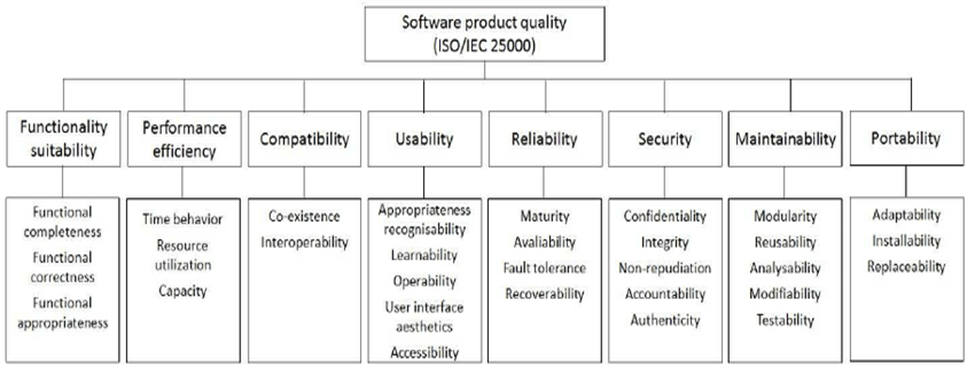 Software product quality
(ISO/IEC 25000)
Functionality
suitability
Performance
efficiency
Compatibility
Usability
Reliability
Security
Maintainability
Portability
Functional
completeness
Functional
correctness
Functional
appropriateness
Time behavior
Resource
utilization
Capacity
Co-existence
Interoperability
Appropriateness
recognisability
Learnability
Operability
User interface
aesthetics
Accessibility
Maturity
Avaliability
Fault tolerance
Recoverability
Confidentiality
Integrity
Non-repudiation
Accountability
Authenticity
Modularity
Reusability
Analysability
Modifiability
Testability
Adaptability
Installability
Replaceability